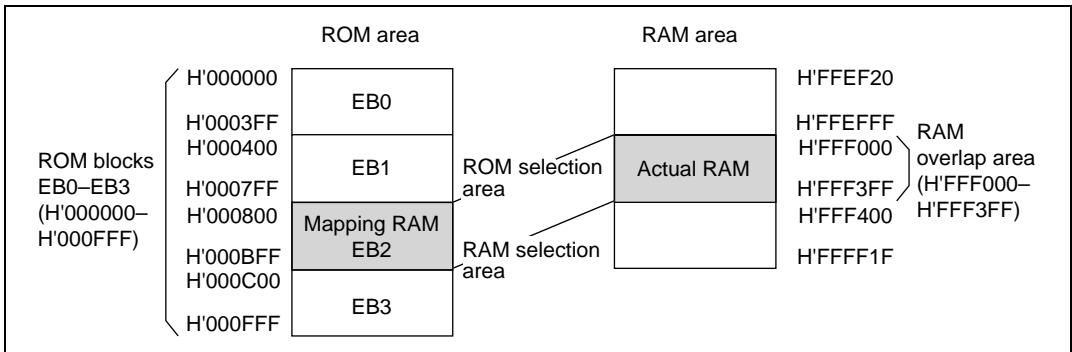 ROM area
RAM area
ROM blocks
EB0–EB3
(H'000000–
H'000FFF)
H'000000
H'0003FF
H'000400
H'0007FF
H'000800
H'000BFF
H'000C00
H'000FFF
EB0
EB1
Mapping RAM
EB2
EB3
ROM selection
area
RAM selection
area
Actual RAM
H'FFEF20
H'FFEFFF
H'FFF000
H'FFF3FF
H'FFF400
H'FFFF1F
RAM
overlap area
(H'FFF000–
H'FFF3FF)